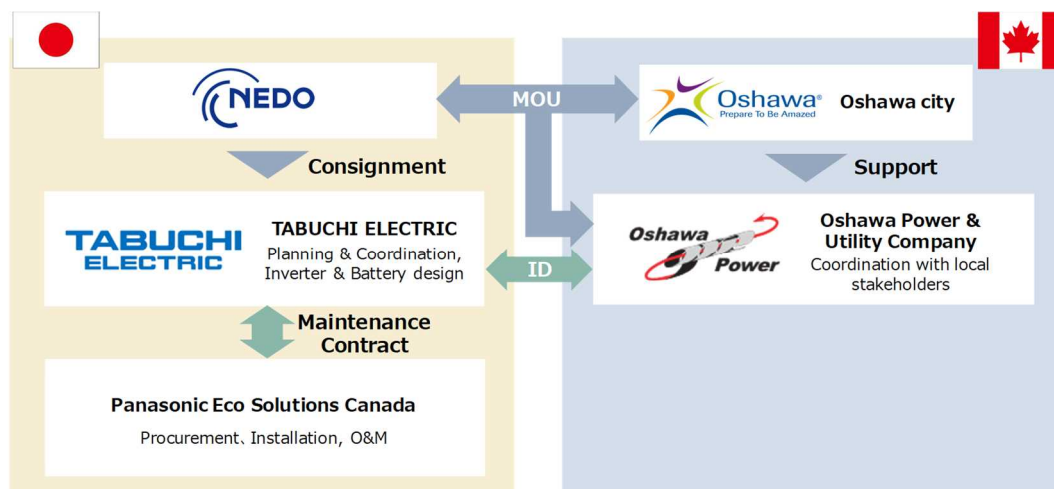 NEDO
MOU
Oshawa®
Prepare To Be Amazed
Oshawa city
Consignment
Support
TABUCHI
ELECTRIC
TABUCHI ELECTRIC
Planning & Coordination,
Inverter & Battery design
ID
Oshawa
Power
Oshawa Power &
Utility Company
Coordination with local
stakeholders
Maintenance
Contract
Panasonic Eco Solutions Canada
Procurement、Installation, O&M